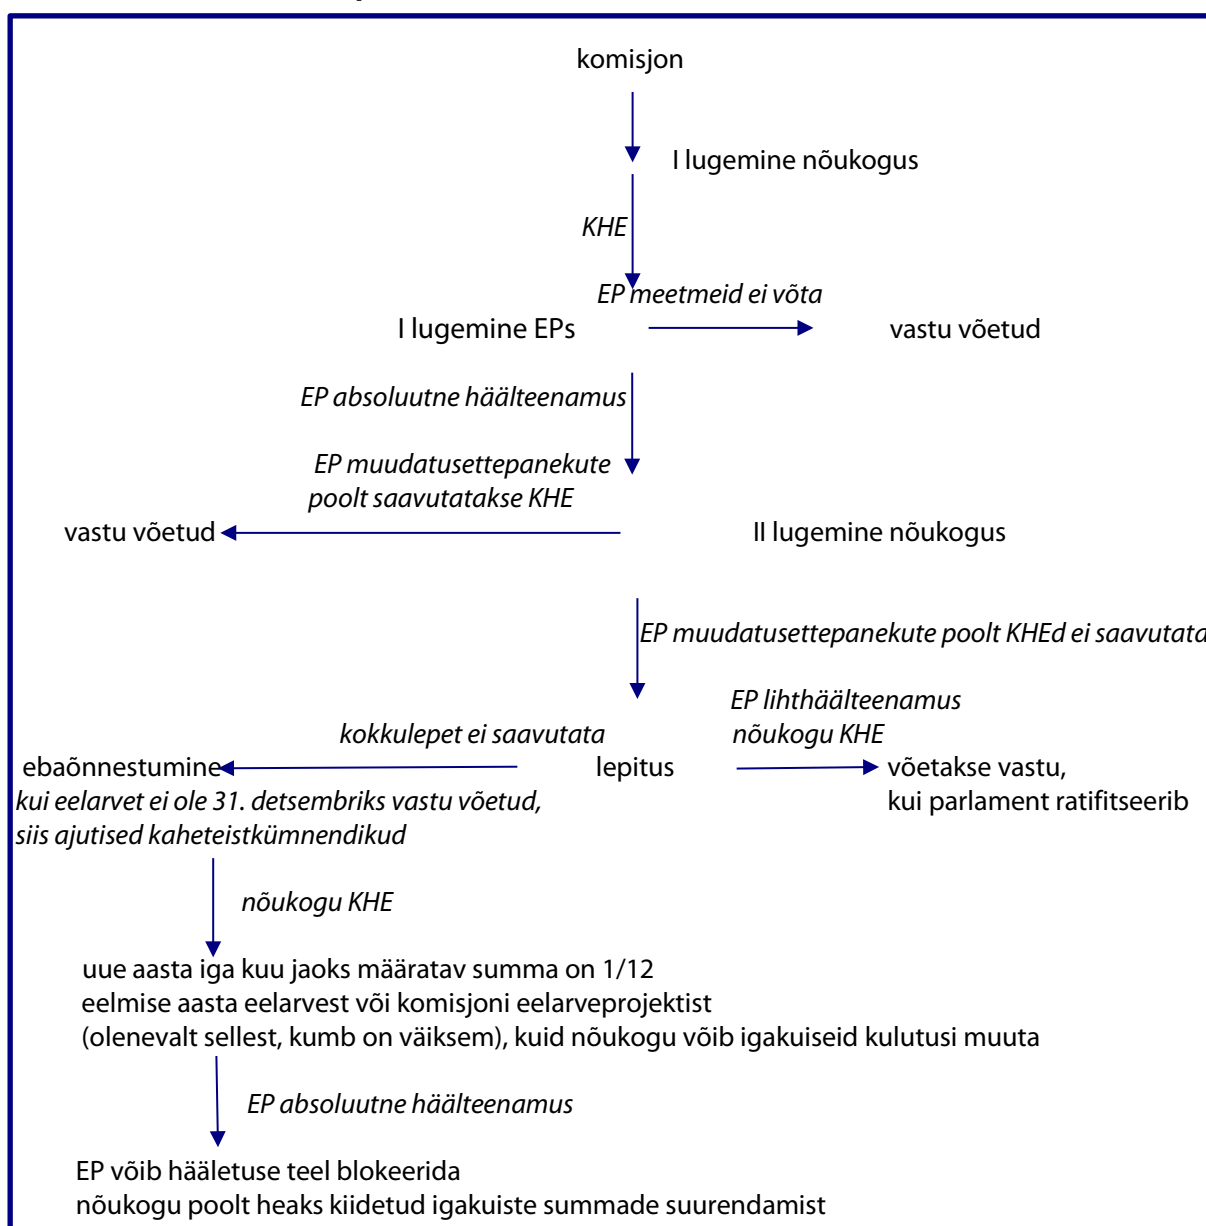 komisjon
I lugemine nõukogus
KHE
EP meetmeid ei võta
I lugemine EPs
vastu võetud
EP absoluutne häälteenamus
EP muudatusettepanekute
poolt saavutatakse KHE
vastu võetud
II lugemine nõukogus
EP muudatusettepanekute poolt KHEd ei saavutata
EP lihthäälteenamus
nõukogu KHE
kokkulepet ei saavutata
ebaõnnestumine
lepitus
võetakse vastu,
kui parlament ratifitseerib
kui eelarvet ei ole 31. detsembriks vastu võetud,
siis ajutised kaheteistkümnendikud
nõukogu KHE
uue aasta iga kuu jaoks määratav summa on 1/12
eelmise aasta eelarvest või komisjoni eelarveprojektist
(olenevalt sellest, kumb on väiksem), kuid nõukogu võib igakuiseid kulutusi muuta
EP absoluutne häälteenamus
EP võib hääletuse teel blokeerida
nõukogu poolt heaks kiidetud igakuiste summade suurendamist